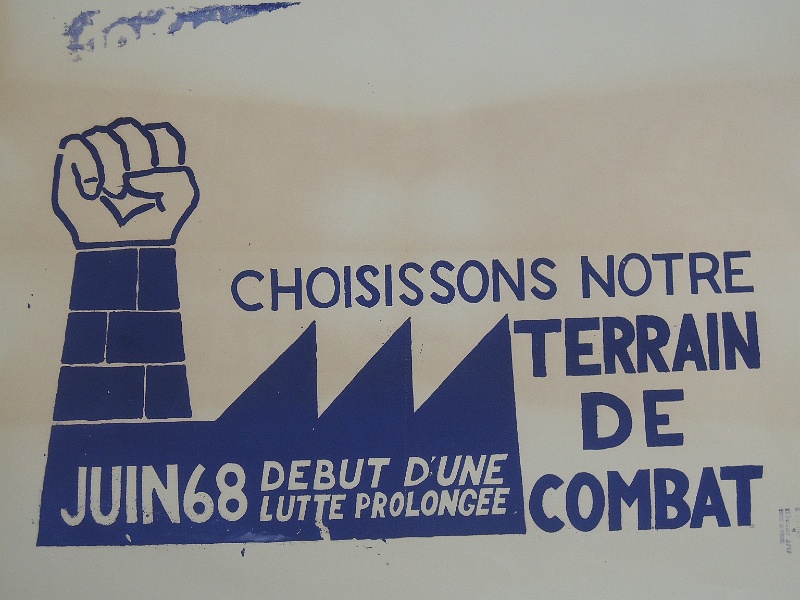 CHOISISSONS NOTRE
TERRAIN
DE
COMBAT
JUIN 68 DEBUT D'UNE
LUTTE PROLONGEE